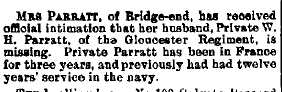 MRS PARRATT, of Bridge-end, has received
official intimation that her husband, Private W.
H. Parratt, of the Gloucester Regiment, is
missing. Private Parratt has been in France
for three years, and previously had had twelve
years' service in the navy.